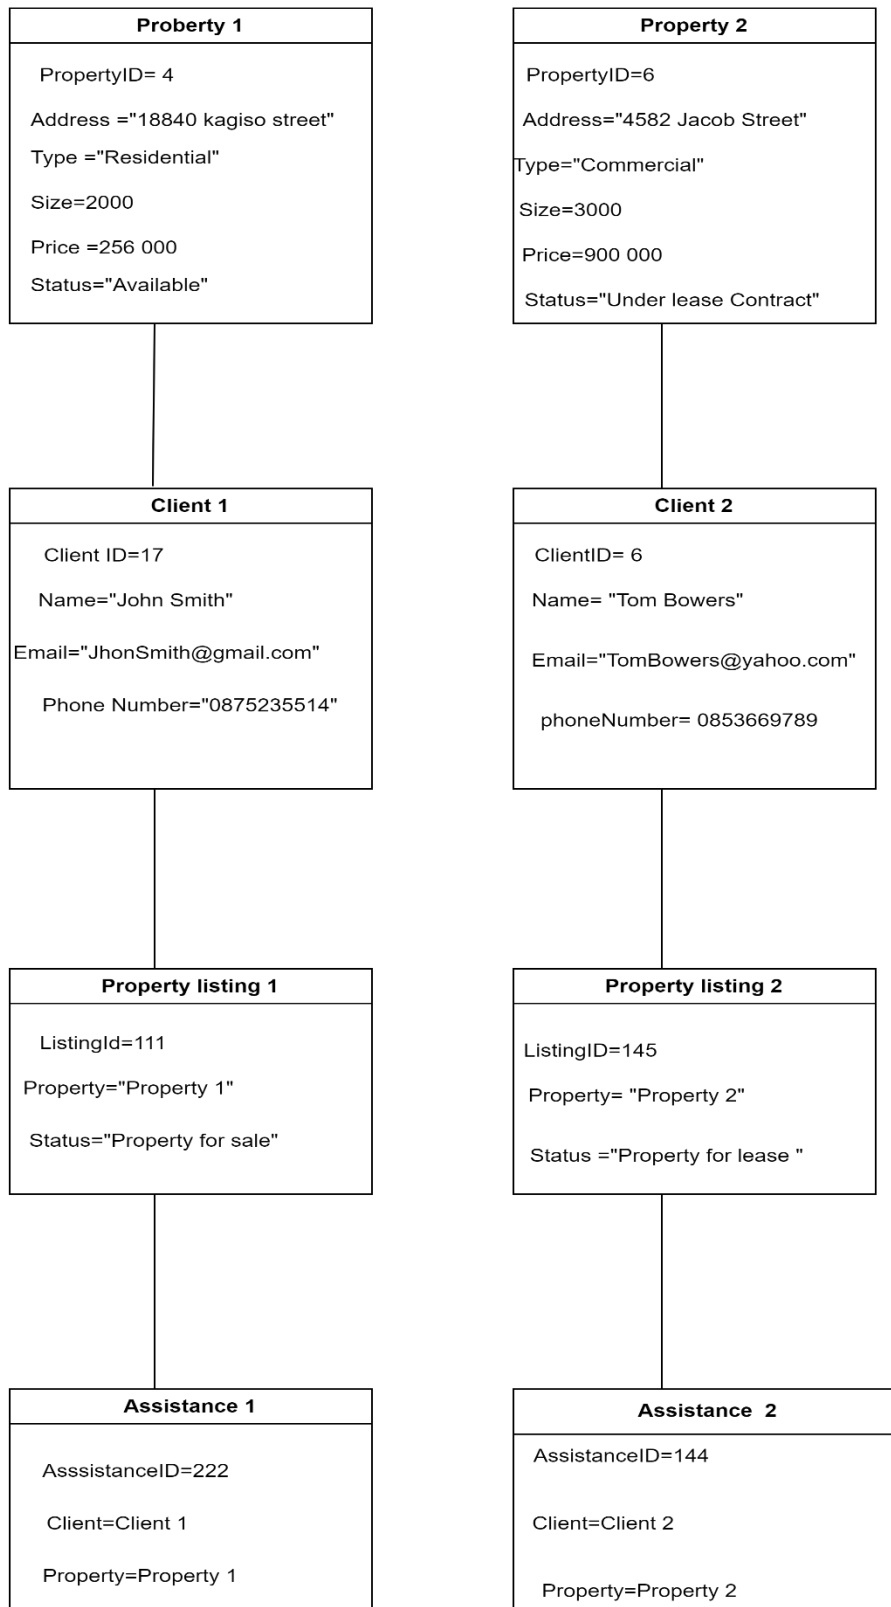 Proberty 1
PropertyID= 4
Address ="18840 kagiso street"
Type ="Residential"
Size=2000
Price =256 000
Status="Available"
Property 2
PropertyID=6
Address="4582 Jacob Street"
Type="Commercial"
Size=3000
Price=900 000
Status="Under lease Contract"
Client 1
Client ID=17
Name="John Smith"
Email="JhonSmith@gmail.com"
Phone Number="0875235514"
Client 2
ClientID= 6
Name= "Tom Bowers"
Email="TomBowers@yahoo.com"
phoneNumber= 0853669789
Property listing 1
ListingId=111
Property="Property 1"
Status="Property for sale"
Property listing 2
ListingID=145
Property= "Property 2"
Status ="Property for lease "
Assistance 1
AsssistanceID=222
Client=Client 1
Property=Property 1
Assistance  2
AssistanceID=144
Client=Client 2
Property=Property 2